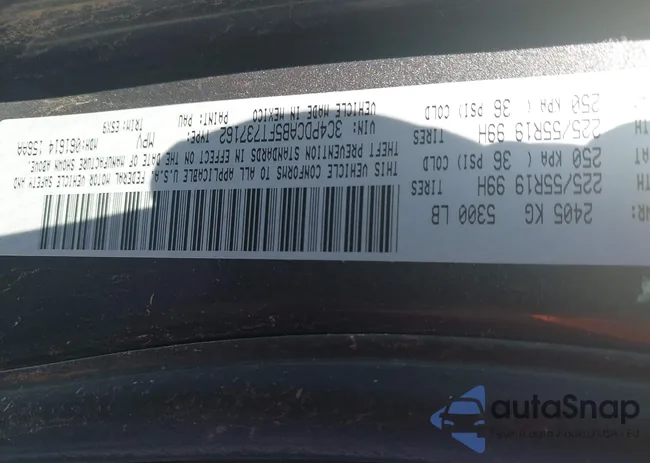 2405 KG 5300 LB
225/55R19 99H TIRES
250 KPA( 36 PSI) COLD
225/55R19 99H TIRES
250 KPA( 36 PSI) COLD
THIS VEHICLE CONFORMS TO ALL APPLICABLE U.S.A. FEDERAL MOTOR VEHICLE SAFETY AND
THEFT PREVENTION STANDARDS IN EFFECT ON THE DATE OF MANUFACTURE SHOWN ABOVE.
VIN: 3C4PDCAB5FT737162 TYPE: MPV MDH:061614 158AA
VEHICLE MADE IN MEXICO PAINT: PAU TRIM: E5X9
autaSnap